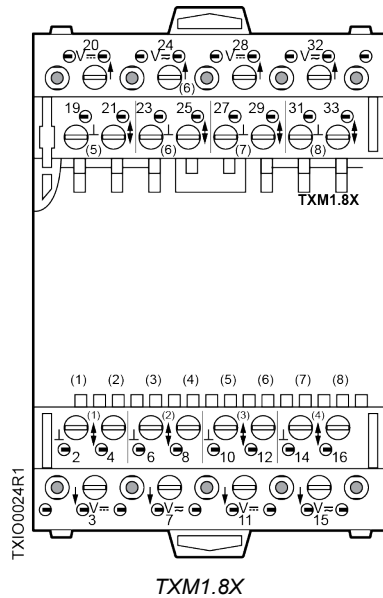 20 24 28 32
V⎓ V≂ V⎓ V≂
(6)
19 21 23 25 27 29 31 33
(5) (6) (7) (8)
TXM1.8X
(1) (2) (3) (4) (5) (6) (7) (8)
(1) (2) (3) (4)
2 4 6 8 10 12 14 16
V⎓ V≂ V⎓ V≂
3 7 11 15
TXIO0024R1
TXM1.8X